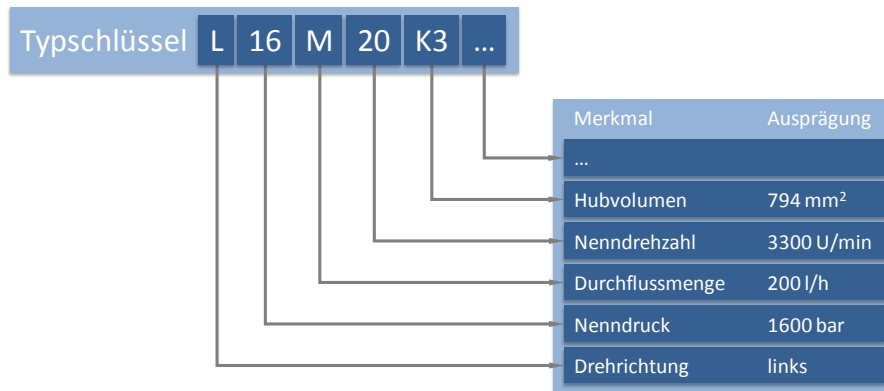 Typschlüssel L 16 M 20 K3 ...
Merkmal Ausprägung
...
Hubvolumen 794 mm²
Nenndrehzahl 3300 U/min
Durchflussmenge 200 l/h
Nenndruck 1600 bar
Drehrichtung links